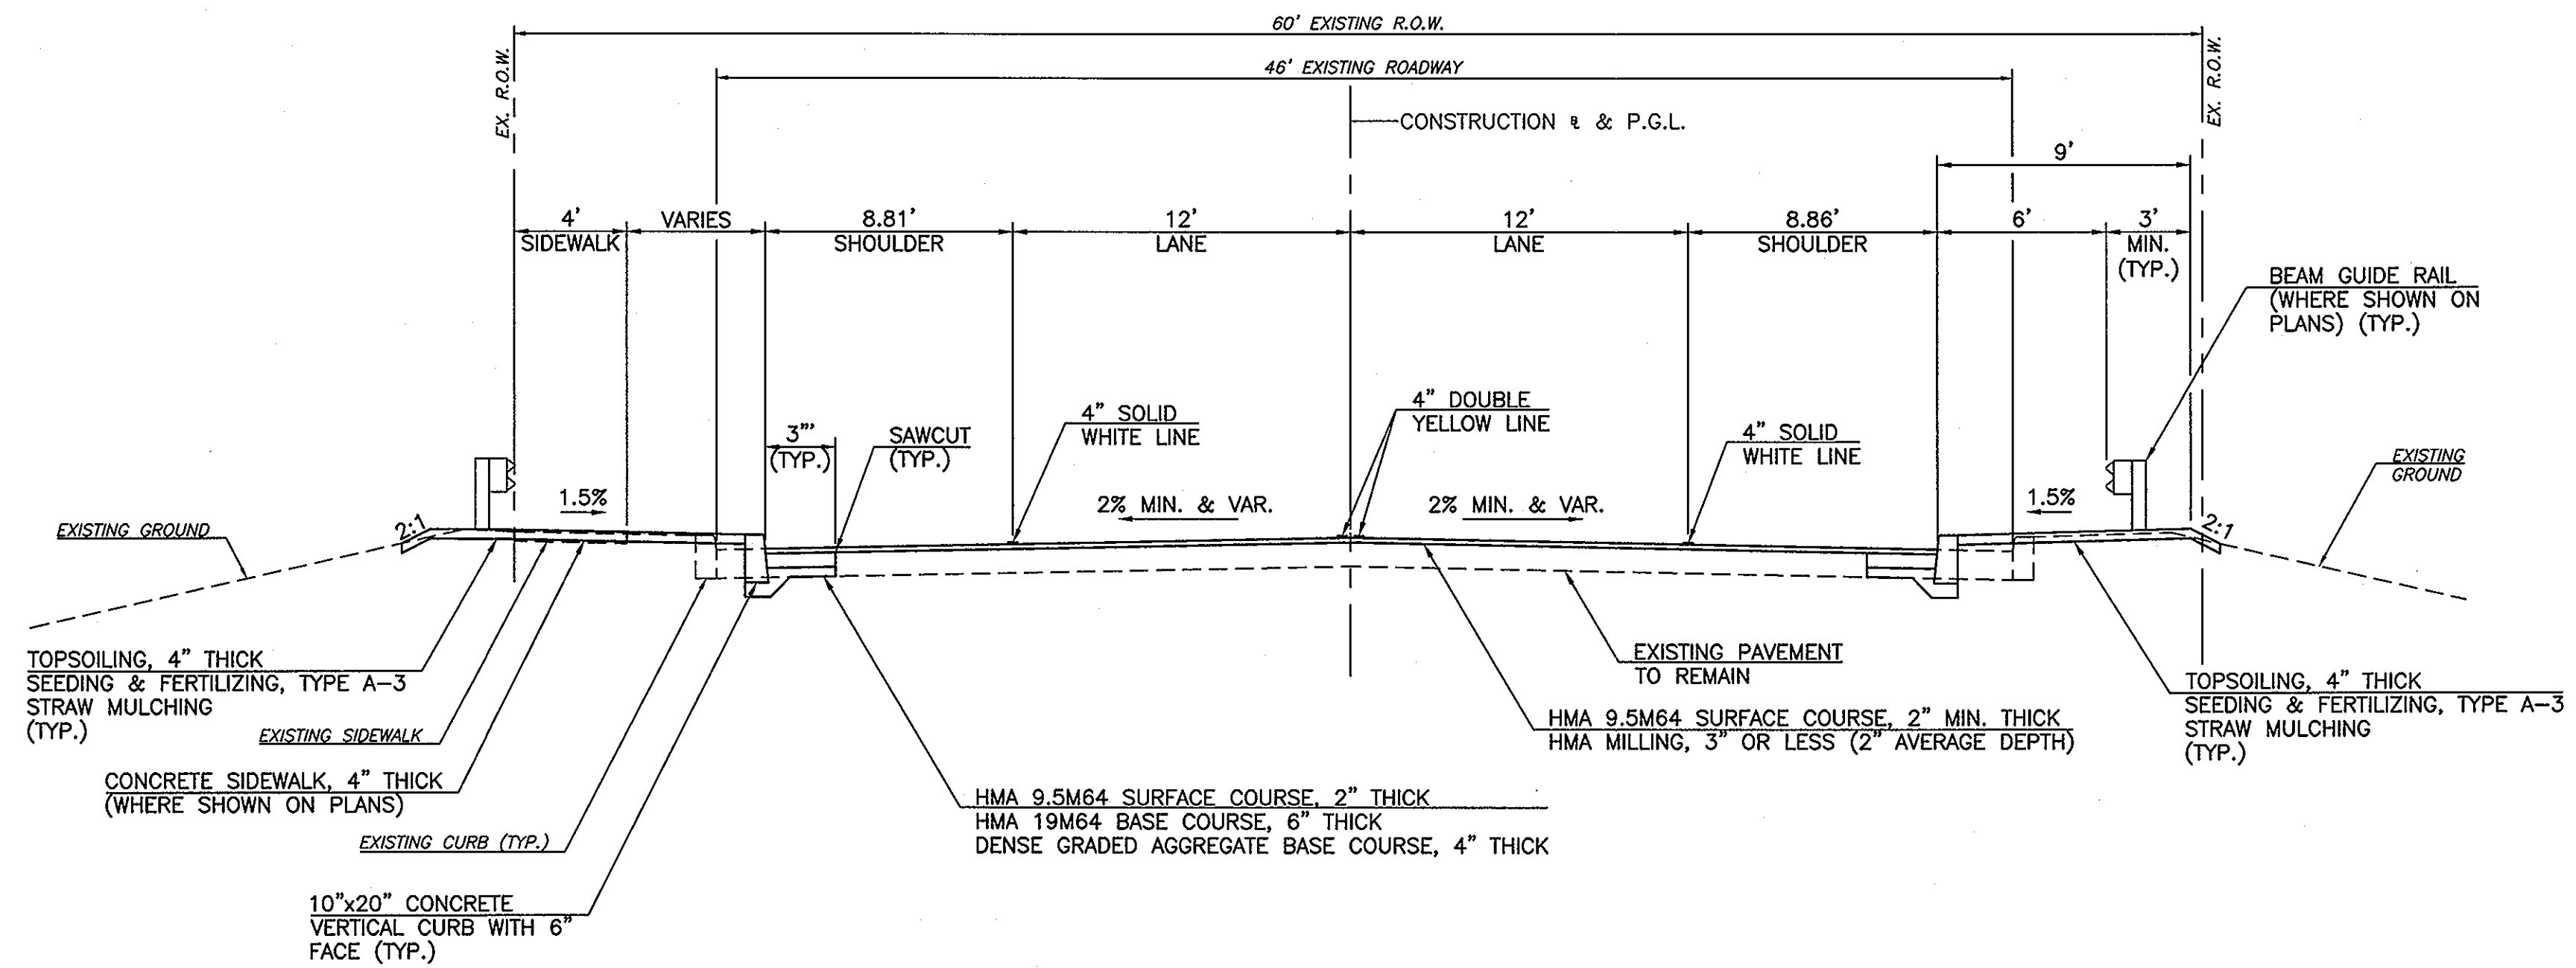 60' EXISTING R.O.W.
EX. R.O.W.
EX. R.O.W.
46' EXISTING ROADWAY
CONSTRUCTION ⅊ & P.G.L.
9'
4'
SIDEWALK
VARIES
8.81'
SHOULDER
12'
LANE
12'
LANE
8.86'
SHOULDER
6'
3'
MIN.
(TYP.)
BEAM GUIDE RAIL
(WHERE SHOWN ON
PLANS) (TYP.)
3'"
(TYP.)
SAWCUT
(TYP.)
4" SOLID
WHITE LINE
4" DOUBLE
YELLOW LINE
4" SOLID
WHITE LINE
EXISTING
GROUND
1.5%
2% MIN. & VAR.
2% MIN. & VAR.
1.5%
EXISTING GROUND
2:1
2:1
TOPSOILING, 4" THICK
SEEDING & FERTILIZING, TYPE A-3
STRAW MULCHING
(TYP.)
EXISTING SIDEWALK
CONCRETE SIDEWALK, 4" THICK
(WHERE SHOWN ON PLANS)
EXISTING CURB (TYP.)
10"x20" CONCRETE
VERTICAL CURB WITH 6"
FACE (TYP.)
HMA 9.5M64 SURFACE COURSE, 2" THICK
HMA 19M64 BASE COURSE, 6" THICK
DENSE GRADED AGGREGATE BASE COURSE, 4" THICK
EXISTING PAVEMENT
TO REMAIN
HMA 9.5M64 SURFACE COURSE, 2" MIN. THICK
HMA MILLING, 3" OR LESS (2" AVERAGE DEPTH)
TOPSOILING, 4" THICK
SEEDING & FERTILIZING, TYPE A-3
STRAW MULCHING
(TYP.)